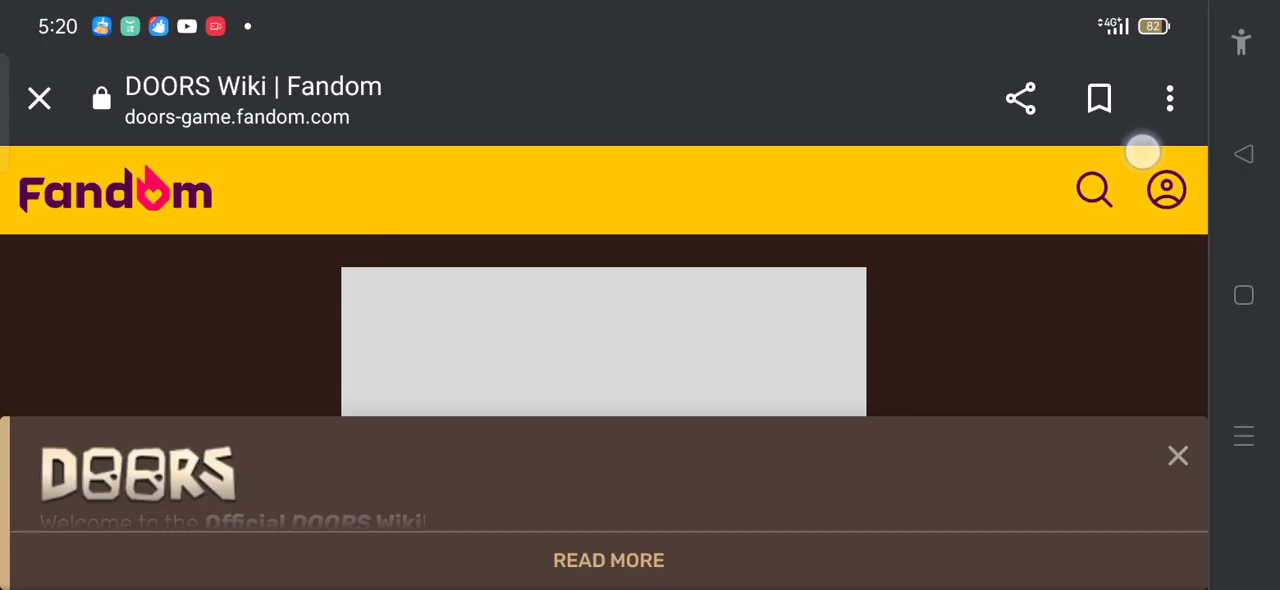 5:20
4G+
82
DOORS Wiki | Fandom
doors-game.fandom.com
Fandom
DOORS
Welcome to the Official DOORS Wiki!
READ MORE